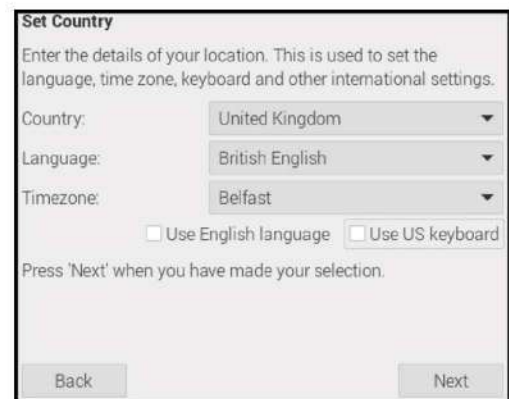 Set Country
Enter the details of your location. This is used to set the
language, time zone, keyboard and other international settings.
Country: United Kingdom
Language: British English
Timezone: Belfast
Use English language Use US keyboard
Press 'Next' when you have made your selection.
Back Next